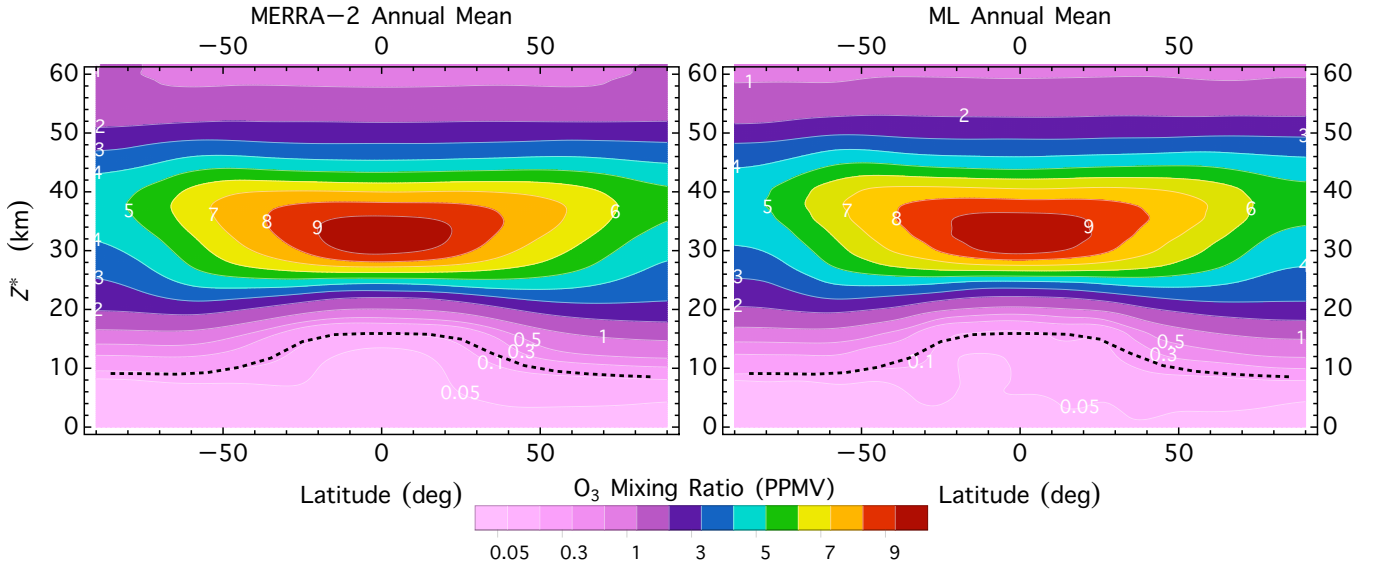 MERRA−2 Annual Mean
ML Annual Mean
−50 0 50
−50 0 50
60 1 60
1
50 2 2 50
3 3
4 4
40 40
5 7 8 9 6 5 7 8 9 6
30 4 30
4
3 3
20 2 2 20
1 0.5 0.3 0.1 1 0.5 0.3 0.1
10 10
0.05 0.05
0 0 0
Z* (km)
−50 0 50
−50 0 50
Latitude (deg)
O₃ Mixing Ratio (PPMV)
Latitude (deg)
0.05 0.3 1 3 5 7 9